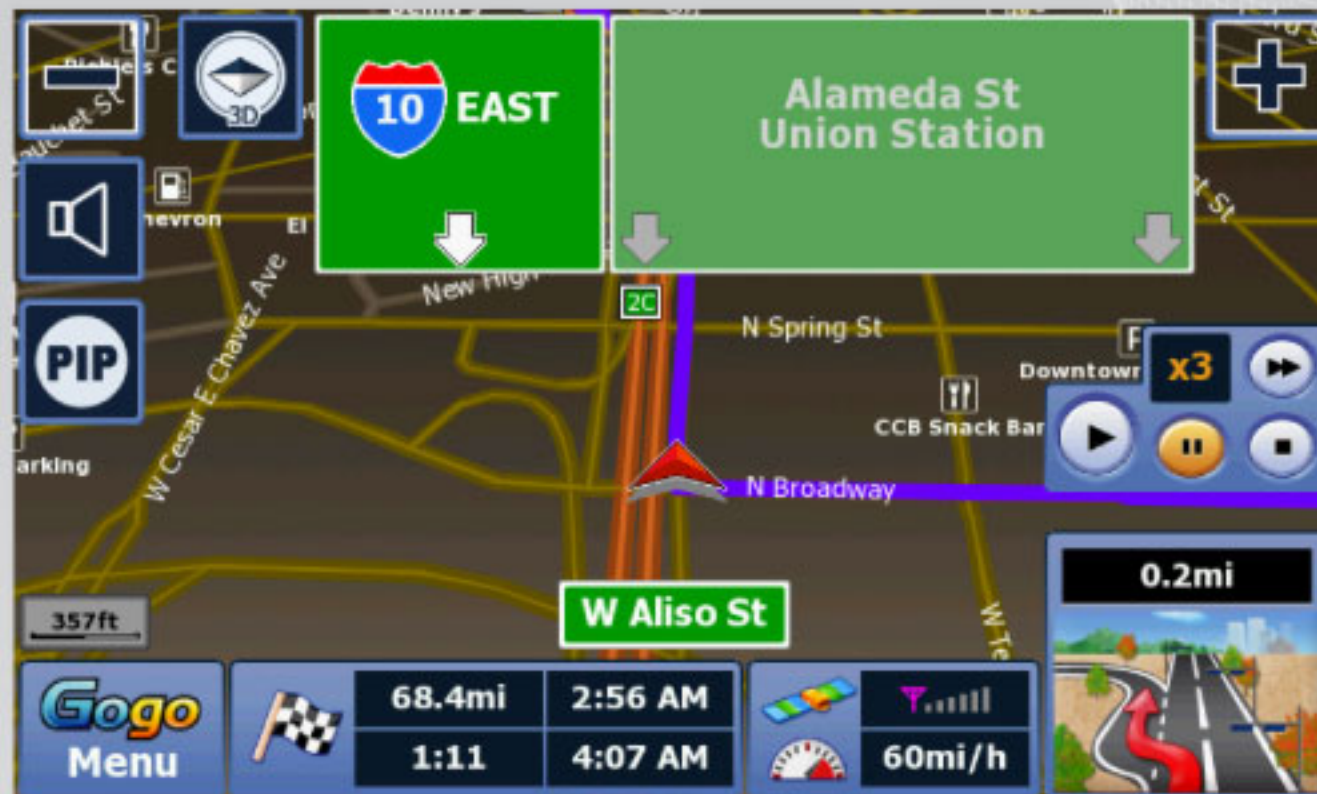 10 EAST
Alameda St
Union Station
3D
PIP
W Cesar E Chavez Ave
New High
2C
N Spring St
Downtown
x3
CCB Snack Bar
N Broadway
0.2mi
W Aliso St
357ft
Gogo
Menu
68.4mi
2:56 AM
1:11
4:07 AM
60mi/h